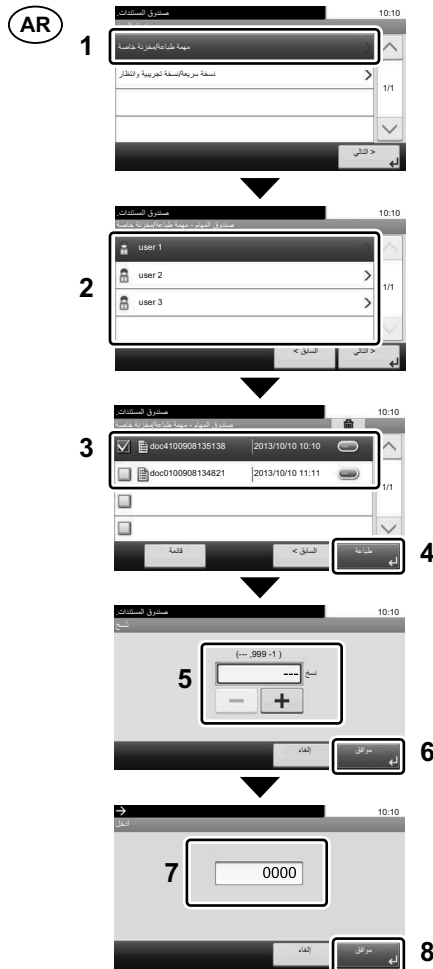 AR
صندوق المستندات.
10:10
1
مهمة طباعة/مخزنة خاصة
نسخة سريعة/نسخة تجريبية وانتظار
1/1
< التالي
صندوق المستندات.
10:10
صندوق المهام - مهمة طباعة/مخزنة خاصة
2
user 1
user 2
user 3
1/1
السابق >
< التالي
صندوق المستندات.
10:10
صندوق المهام - مهمة طباعة/مخزنة خاصة
3
doc4100908135138 2013/10/10 10:10
doc0100908134821 2013/10/10 11:11
1/1
قائمة
السابق >
طباعة
4
صندوق المستندات.
10:10
نسخ
(--- ,999 -1 )
5
--- نسخ
إلغاء
موافق
6
10:10
ادخل
7
0000
إلغاء
موافق
8